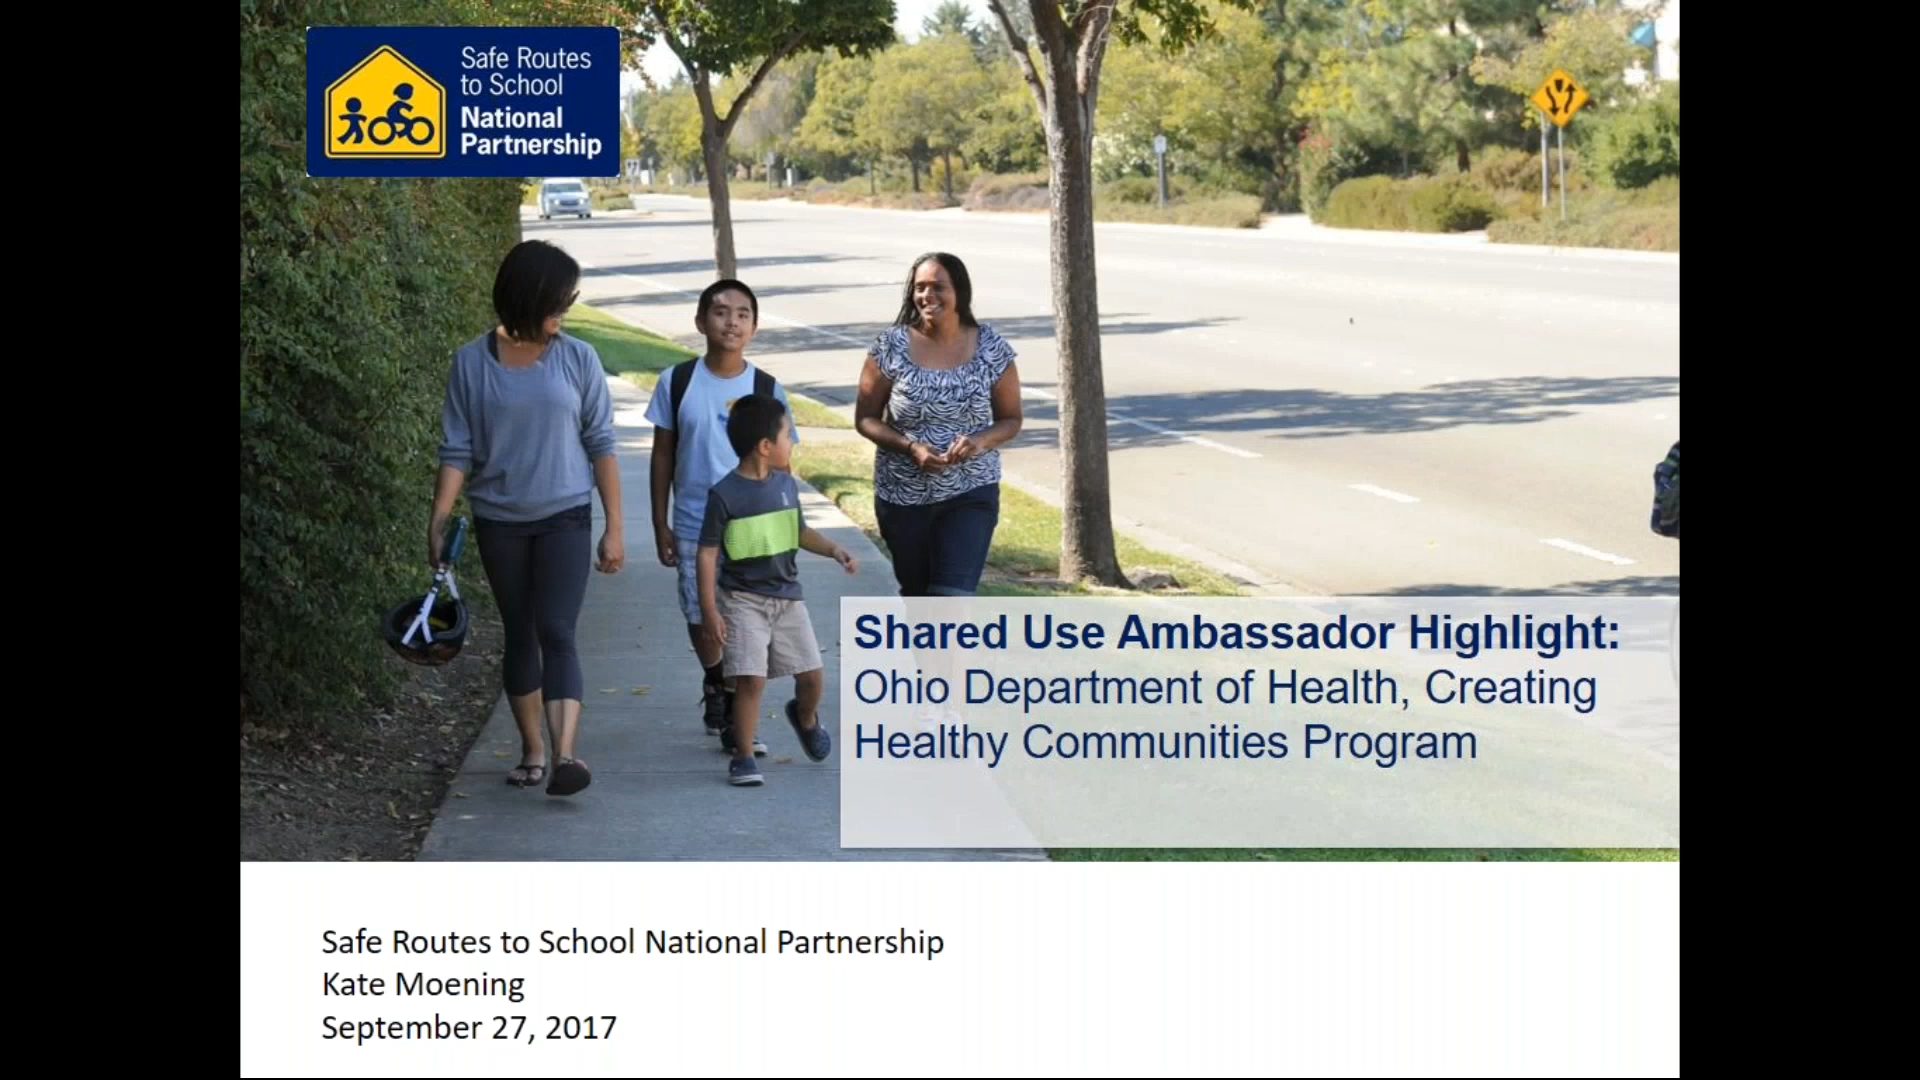 Safe Routes
to School
National
Partnership
Shared Use Ambassador Highlight:
Ohio Department of Health, Creating
Healthy Communities Program
Safe Routes to School National Partnership
Kate Moening
September 27, 2017